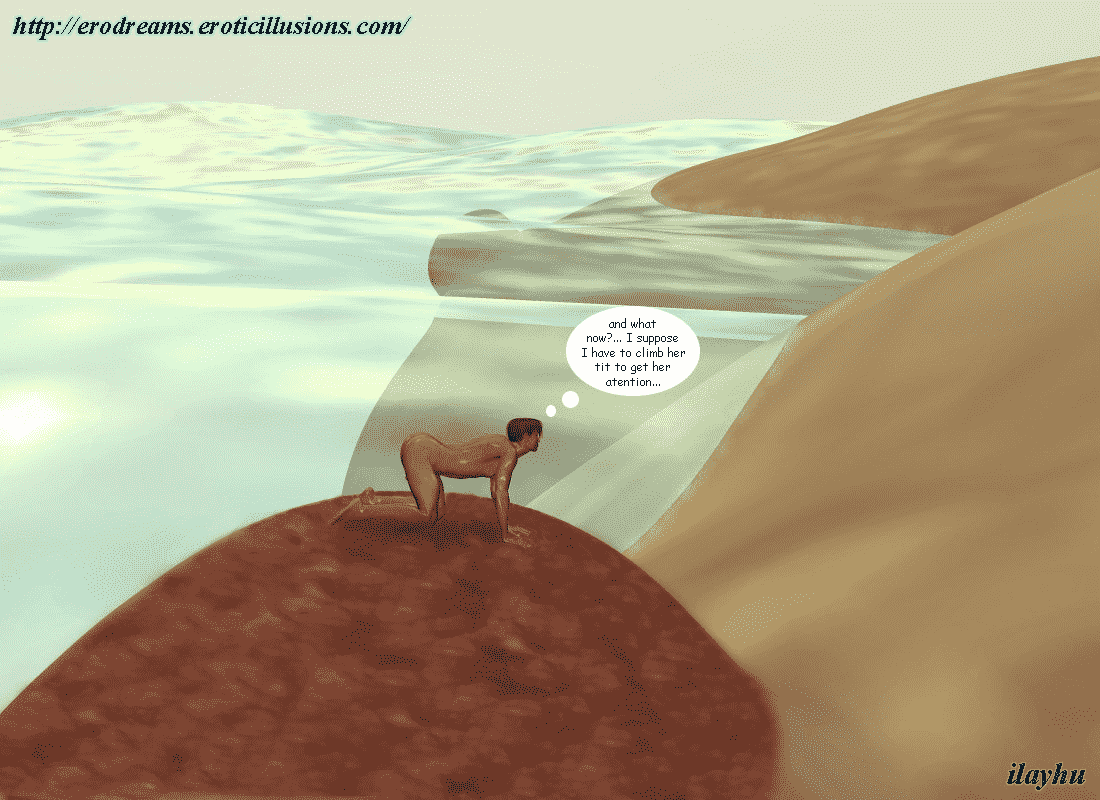 http://erodreams.eroticillusions.com/
and what
now?... I suppose
I have to climb her
tit to get her
atention...
ilayhu